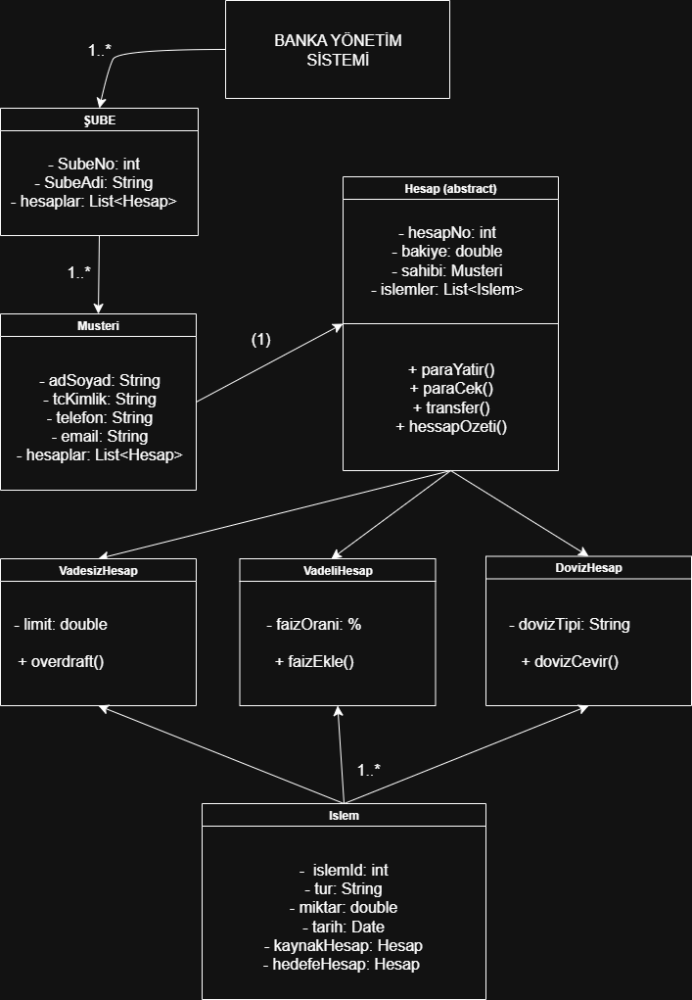 BANKA YÖNETİM
SİSTEMİ
1..*
ŞUBE
- SubeNo: int
- SubeAdi: String
- hesaplar: List<Hesap>
1..*
Hesap (abstract)
- hesapNo: int
- bakiye: double
- sahibi: Musteri
- islemler: List<Islem>
+ paraYatir()
+ paraCek()
+ transfer()
+ hessapOzeti()
Musteri
- adSoyad: String
- tcKimlik: String
- telefon: String
- email: String
- hesaplar: List<Hesap>
(1)
VadesizHesap
- limit: double
+ overdraft()
VadeliHesap
- faizOrani: %
+ faizEkle()
DovizHesap
- dovizTipi: String
+ dovizCevir()
1..*
Islem
- islemId: int
- tur: String
- miktar: double
- tarih: Date
- kaynakHesap: Hesap
- hedefeHesap: Hesap